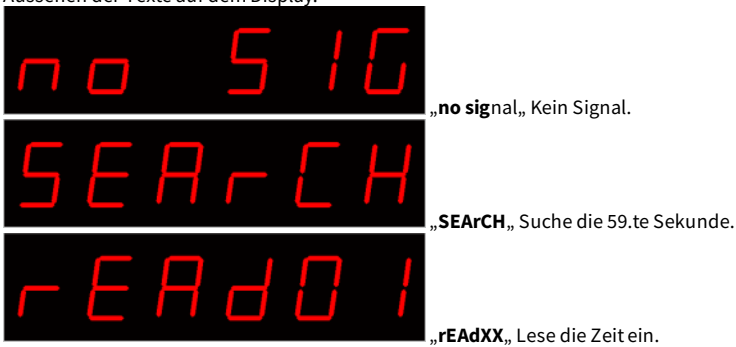 Aussehen der Texte auf dem Display:
no SIG
„no signal„ Kein Signal.
SEArCH
„SEArCH„ Suche die 59.te Sekunde.
rEAd01
„rEAdXX„ Lese die Zeit ein.